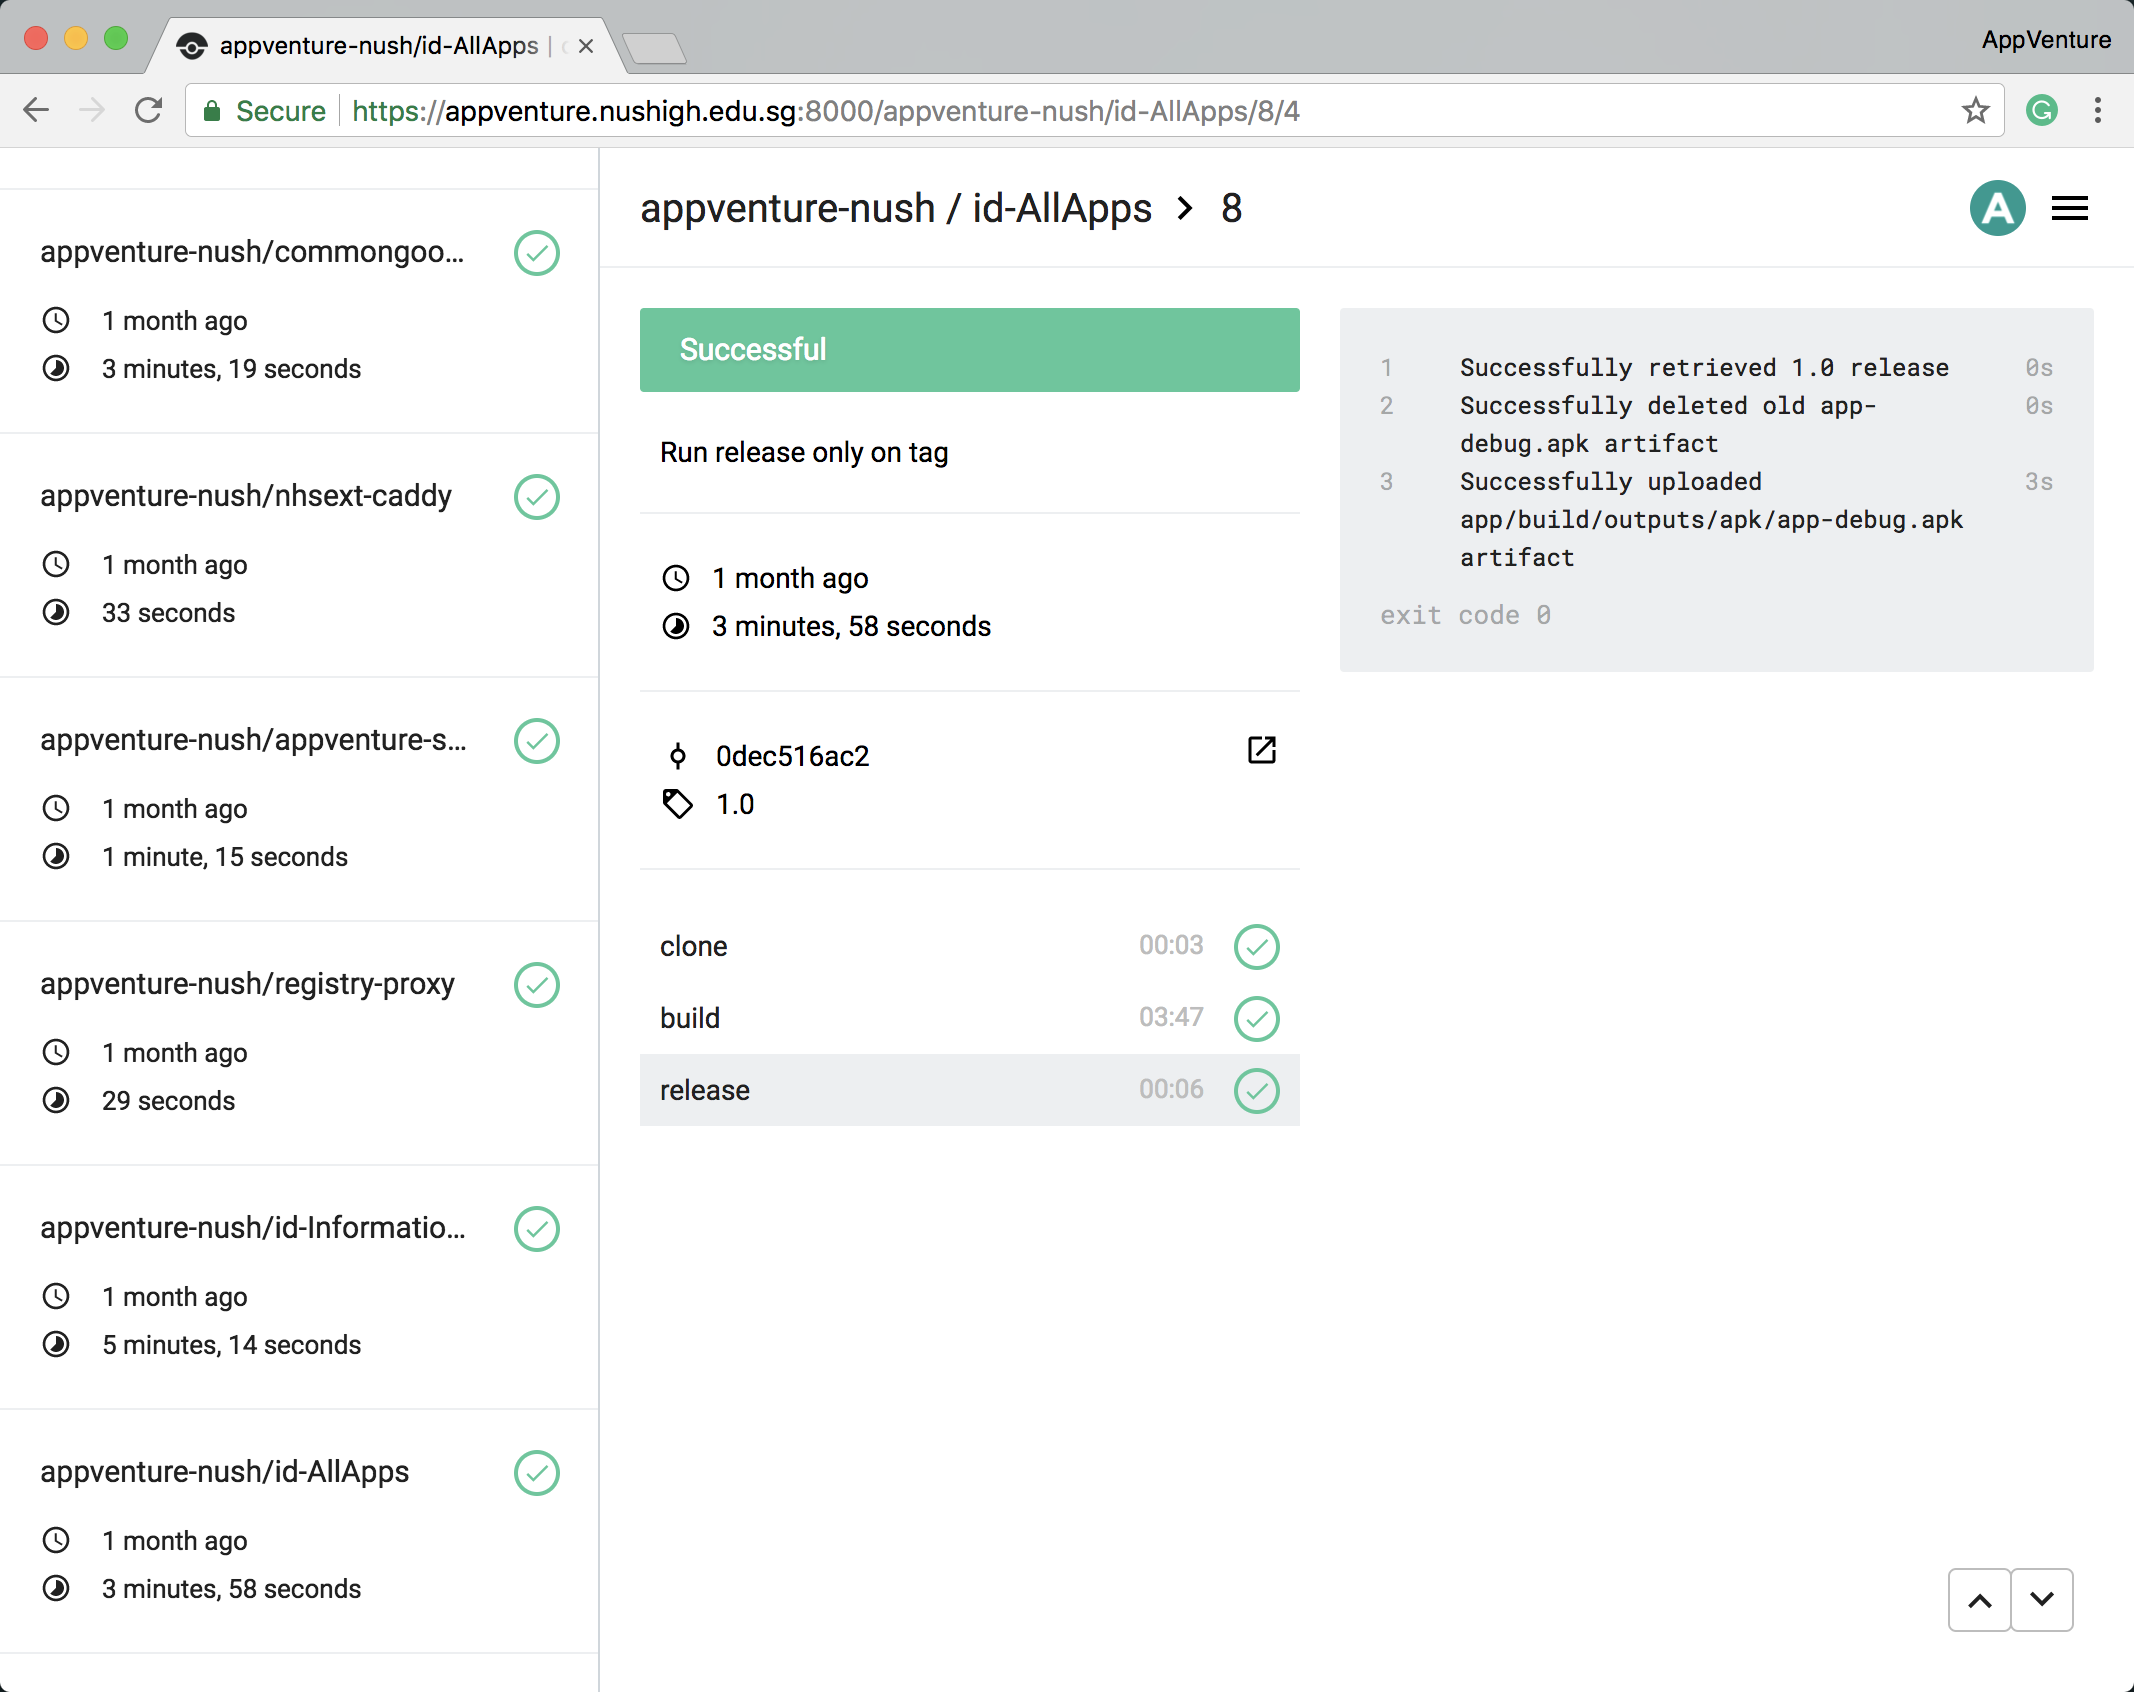 appventure-nush/id-AllApps |
AppVenture
Secure
https://appventure.nushigh.edu.sg:8000/appventure-nush/id-AllApps/8/4
appventure-nush/commongoo...
1 month ago
3 minutes, 19 seconds
appventure-nush/nhsext-caddy
1 month ago
33 seconds
appventure-nush/appventure-s...
1 month ago
1 minute, 15 seconds
appventure-nush/registry-proxy
1 month ago
29 seconds
appventure-nush/id-Informatio...
1 month ago
5 minutes, 14 seconds
appventure-nush/id-AllApps
1 month ago
3 minutes, 58 seconds
appventure-nush / id-AllApps > 8
A
Successful
Run release only on tag
1 month ago
3 minutes, 58 seconds
0dec516ac2
1.0
clone 00:03
build 03:47
release 00:06
1 Successfully retrieved 1.0 release 0s
2 Successfully deleted old app- 0s
debug.apk artifact
3 Successfully uploaded 3s
app/build/outputs/apk/app-debug.apk
artifact
exit code 0